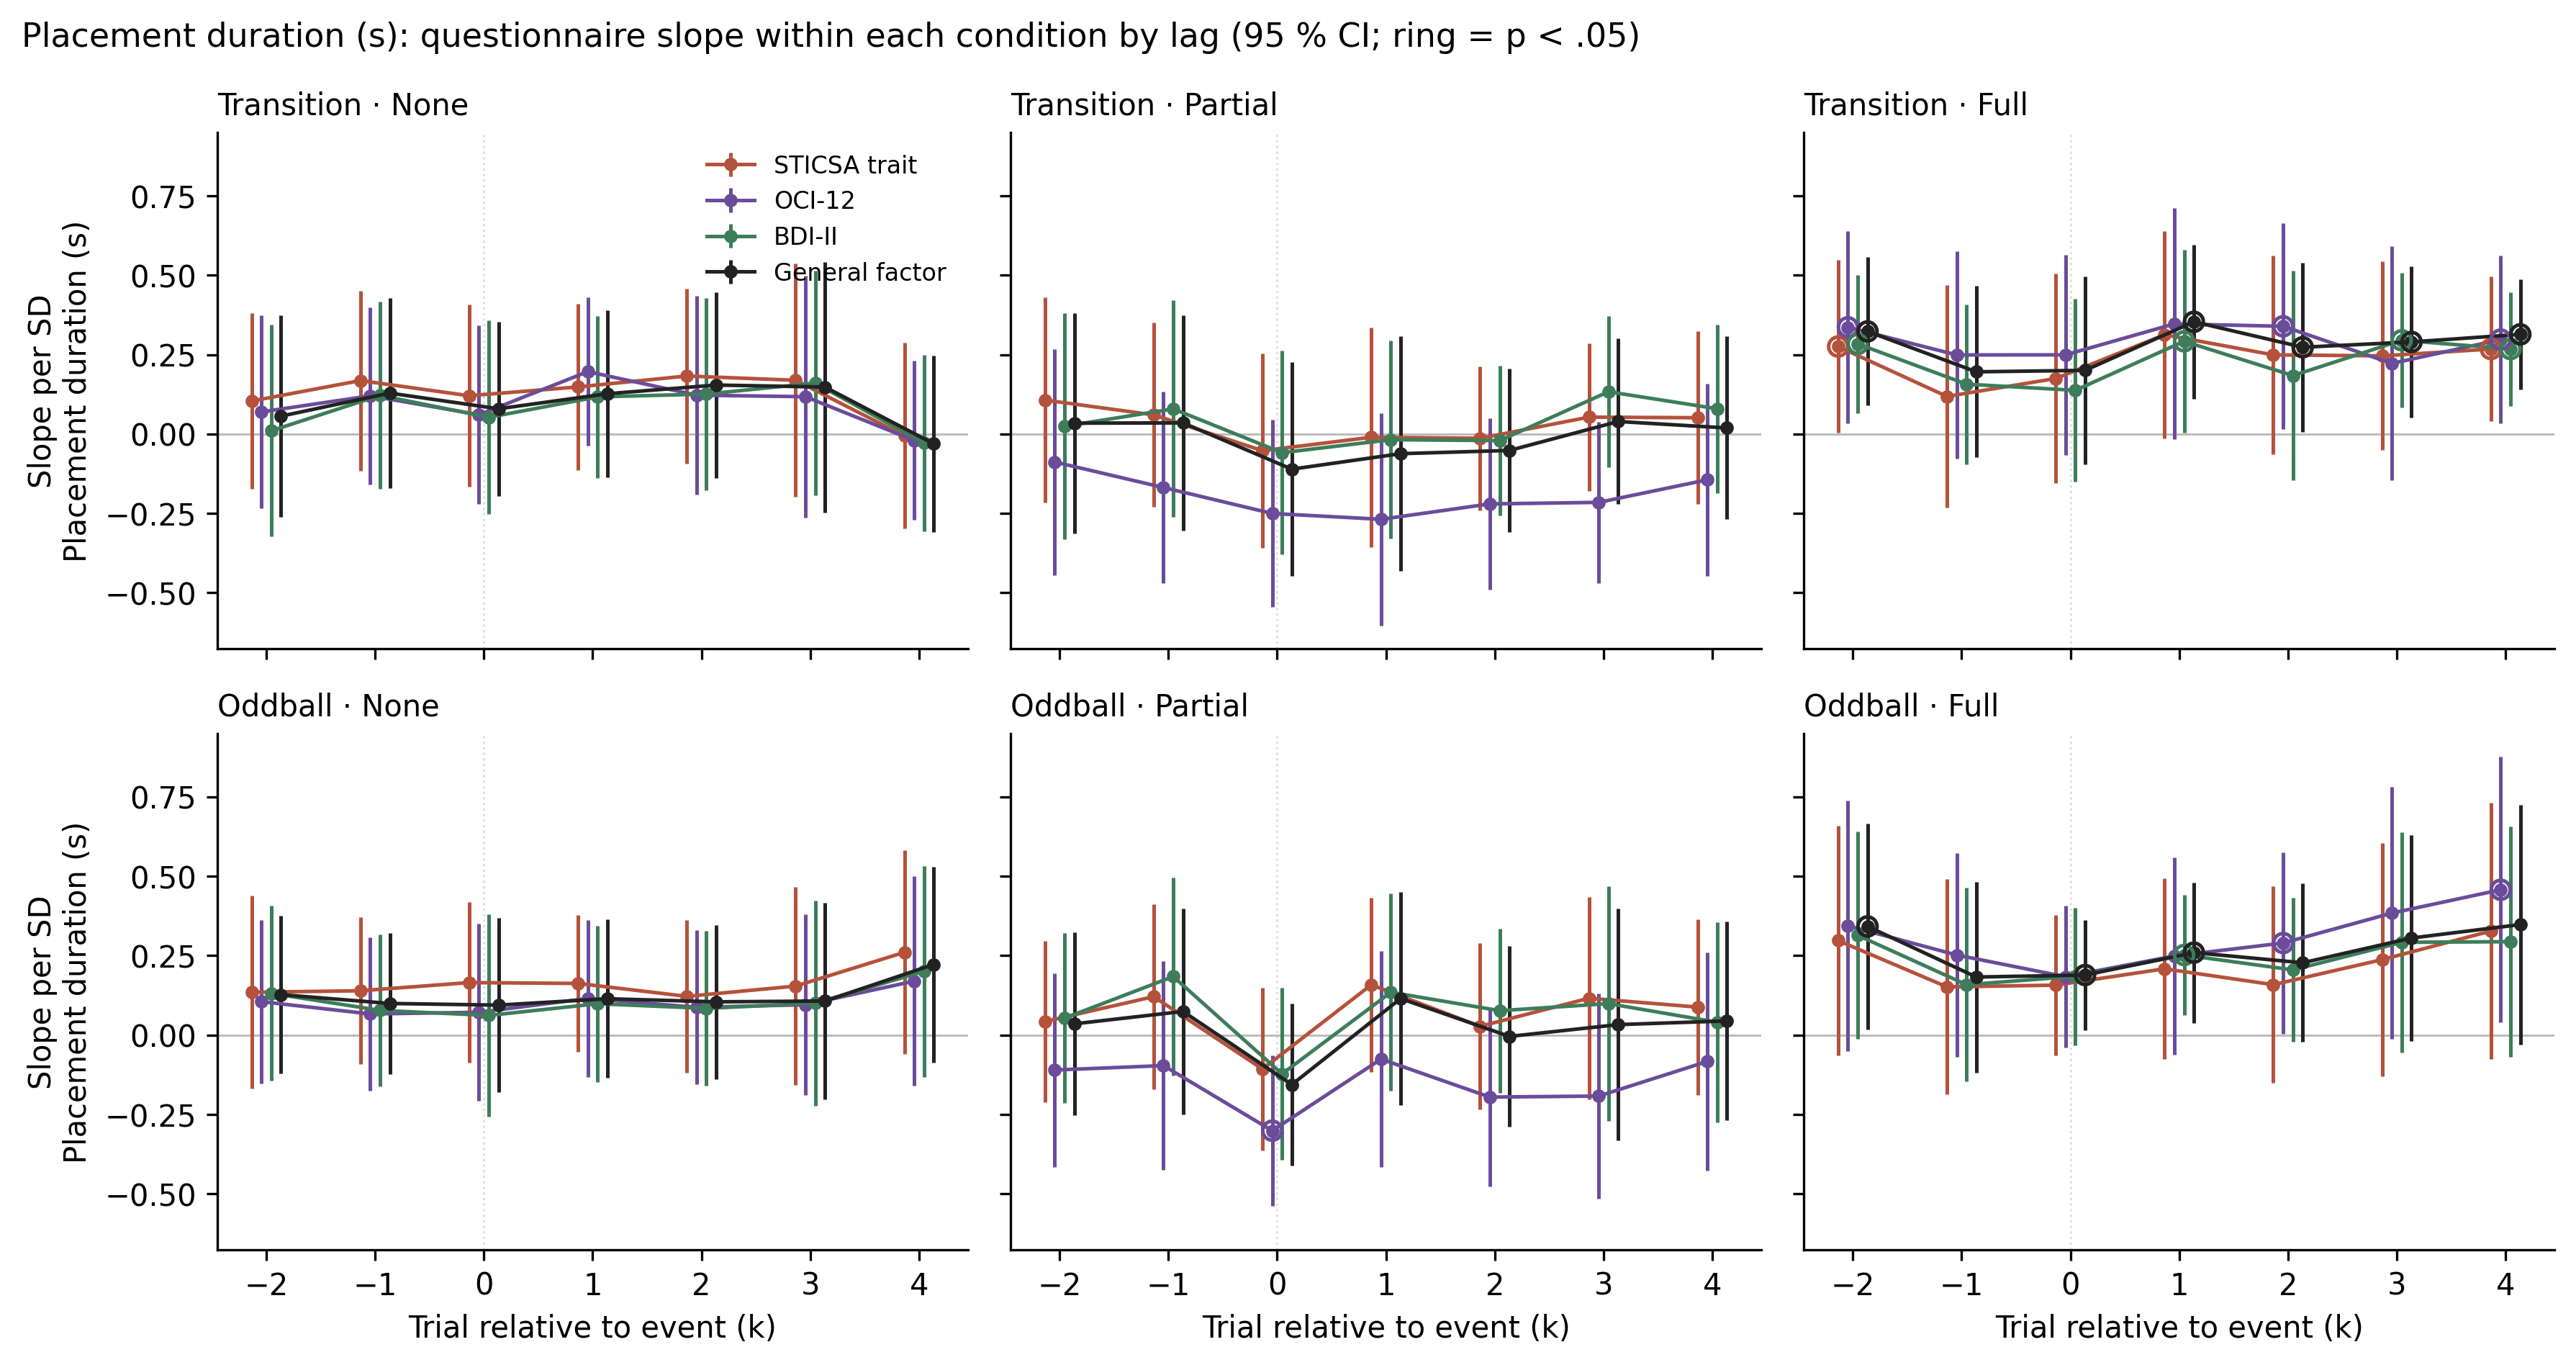 Placement duration (s): questionnaire slope within each condition by lag (95 % CI; ring = p < .05)
Transition · None
Transition · Partial
Transition · Full
STICSA trait
OCI-12
BDI-II
General factor
0.75
0.50
0.25
0.00
−0.25
−0.50
Slope per SD
Placement duration (s)
Oddball · None
Oddball · Partial
Oddball · Full
0.75
0.50
0.25
0.00
−0.25
−0.50
Slope per SD
Placement duration (s)
−2 −1 0 1 2 3 4
−2 −1 0 1 2 3 4
−2 −1 0 1 2 3 4
Trial relative to event (k)
Trial relative to event (k)
Trial relative to event (k)